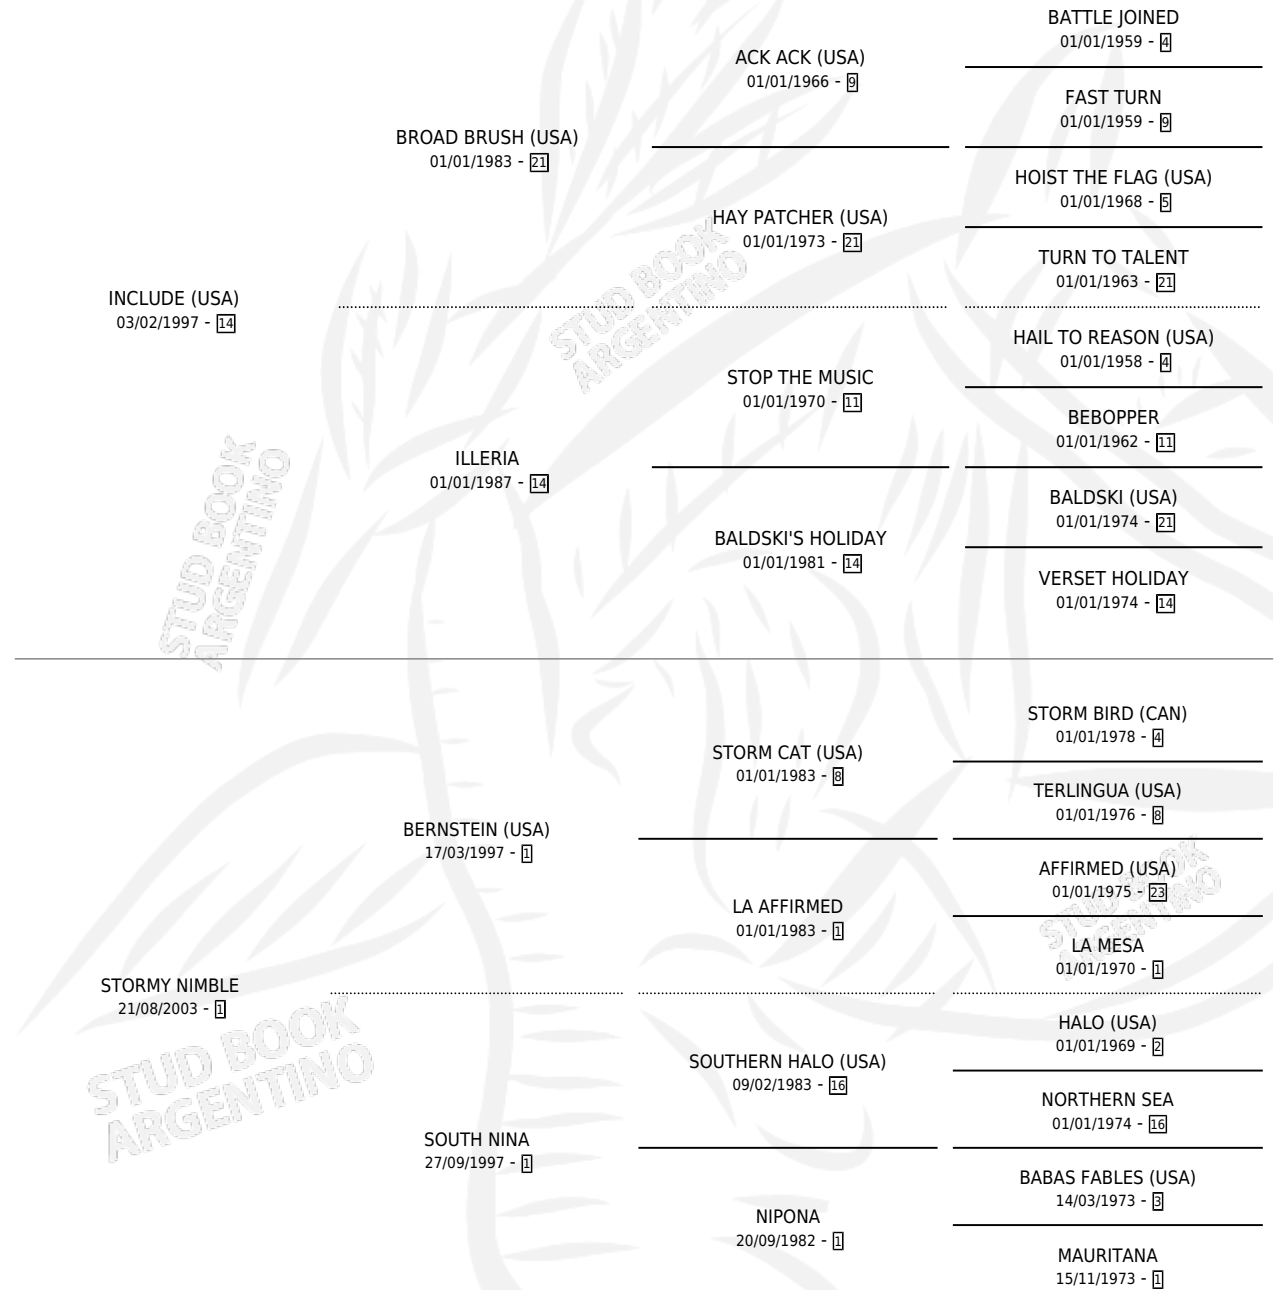 BATTLE JOINED
01/01/1959 - 4
ACK ACK (USA)
01/01/1966 - 9
FAST TURN
01/01/1959 - 9
BROAD BRUSH (USA)
01/01/1983 - 21
HOIST THE FLAG (USA)
01/01/1968 - 5
HAY PATCHER (USA)
01/01/1973 - 21
TURN TO TALENT
01/01/1963 - 21
INCLUDE (USA)
03/02/1997 - 14
STUD BOOK
ARGENTINO
HAIL TO REASON (USA)
01/01/1958 - 4
STOP THE MUSIC
01/01/1970 - 11
BEBOPPER
01/01/1962 - 11
ILLERIA
01/01/1987 - 14
BALDSKI (USA)
01/01/1974 - 21
BALDSKI'S HOLIDAY
01/01/1981 - 14
VERSET HOLIDAY
01/01/1974 - 14
STUD BOOK
ARGENTINO
STORM BIRD (CAN)
01/01/1978 - 4
STORM CAT (USA)
01/01/1983 - 8
TERLINGUA (USA)
01/01/1976 - 8
BERNSTEIN (USA)
17/03/1997 - 1
AFFIRMED (USA)
01/01/1975 - 23
LA AFFIRMED
01/01/1983 - 1
STUD BOOK
ARGENTINO
LA MESA
01/01/1970 - 1
STORMY NIMBLE
21/08/2003 - 1
HALO (USA)
01/01/1969 - 2
SOUTHERN HALO (USA)
09/02/1983 - 16
STUD BOOK
ARGENTINO
NORTHERN SEA
01/01/1974 - 16
SOUTH NINA
27/09/1997 - 1
BABAS FABLES (USA)
14/03/1973 - 3
NIPONA
20/09/1982 - 1
MAURITANA
15/11/1973 - 1